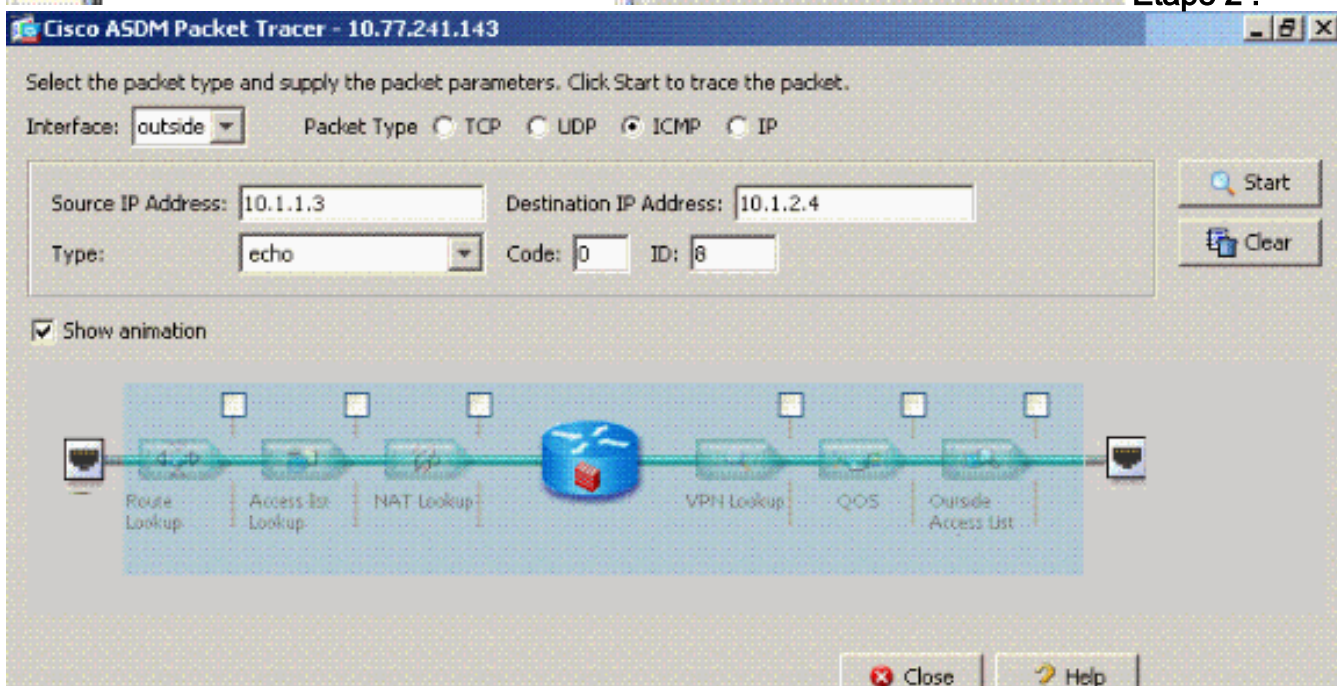 Etape 2 :
Cisco ASDM Packet Tracer - 10.77.241.143
Select the packet type and supply the packet parameters. Click Start to trace the packet.
Interface: outside Packet Type TCP UDP ICMP IP
Source IP Address: 10.1.1.3 Destination IP Address: 10.1.2.4 Start
Type: echo Code: 0 ID: 8 Clear
Show animation
Route Lookup
Access-list Lookup
NAT Lookup
VPN Lookup
QOS
Outside Access List
Close Help